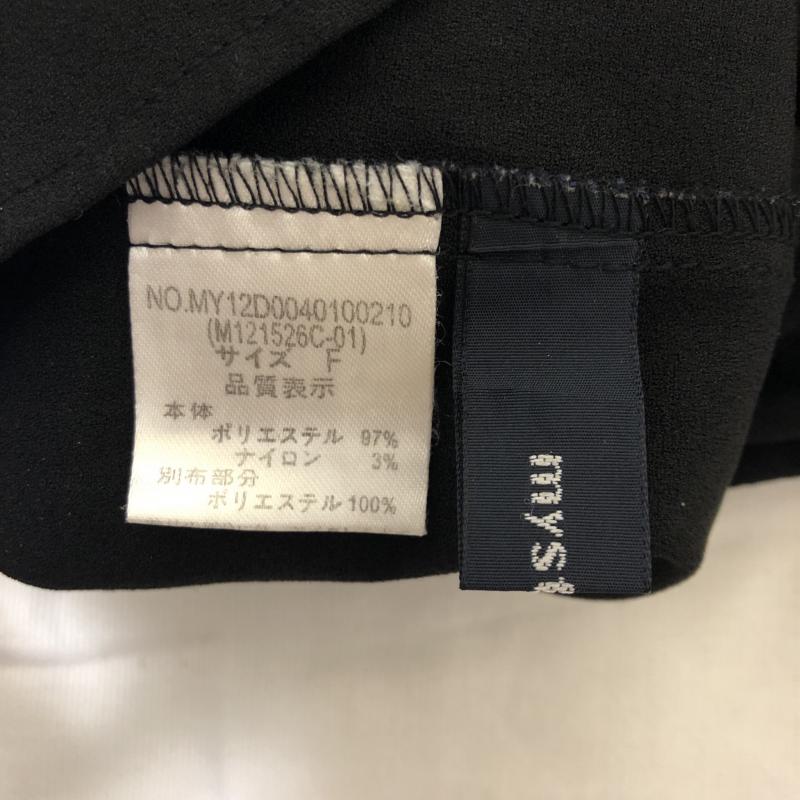 NO.MY12D0040100210
(M121526C-01)
サイズ F
品質表示
本体
ポリエステル 97%
ナイロン 3%
別布部分
ポリエステル 100%